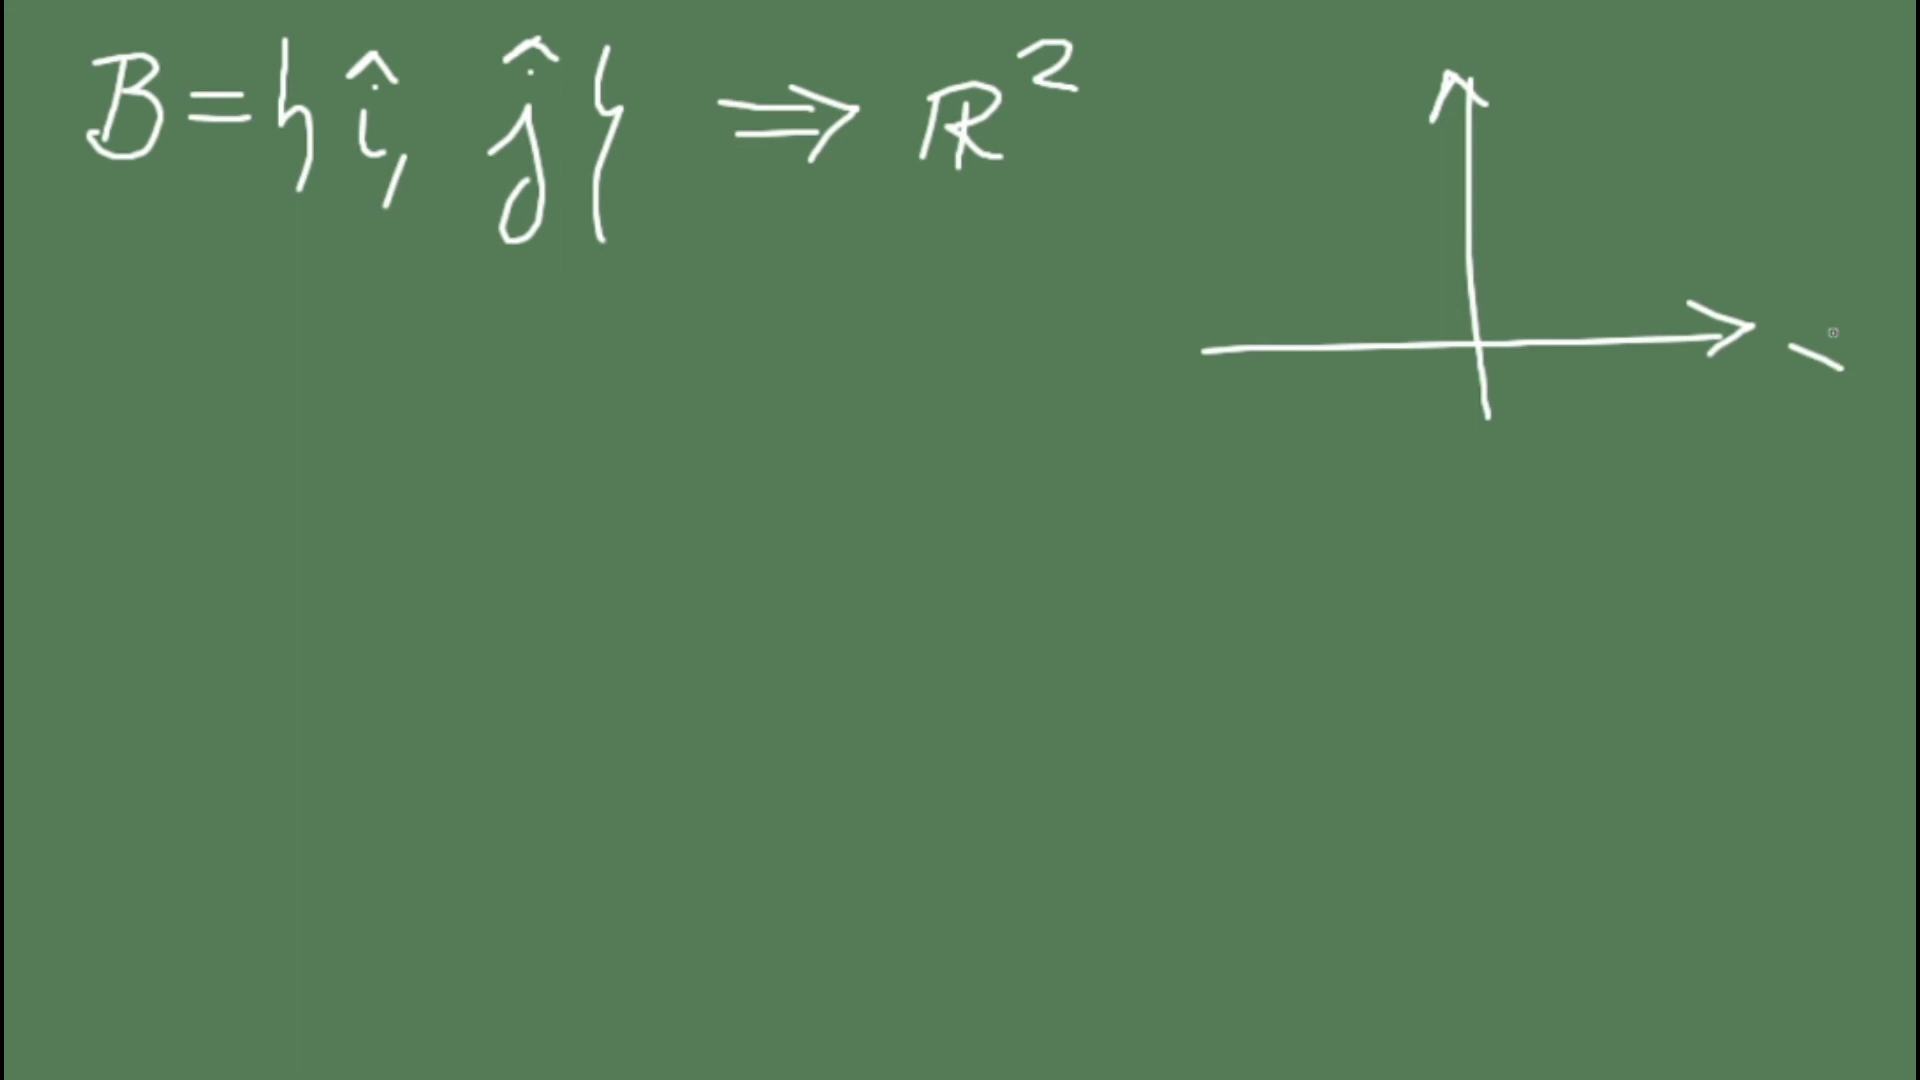 B = { î, ĵ } ⇒ ℝ²